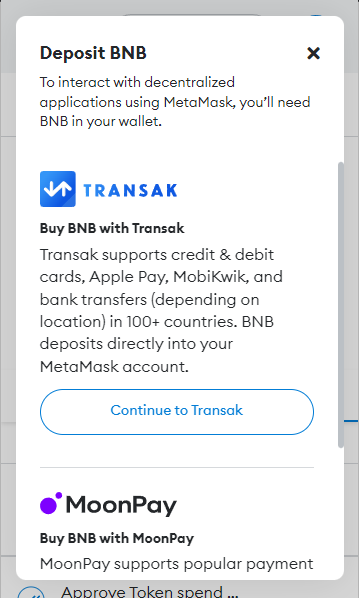 Deposit BNB
To interact with decentralized
applications using MetaMask, you’ll need
BNB in your wallet.
TRANSAK
Buy BNB with Transak
Transak supports credit & debit
cards, Apple Pay, MobiKwik, and
bank transfers (depending on
location) in 100+ countries. BNB
deposits directly into your
MetaMask account.
Continue to Transak
MoonPay
Buy BNB with MoonPay
MoonPay supports popular payment
Approve Token spend ...